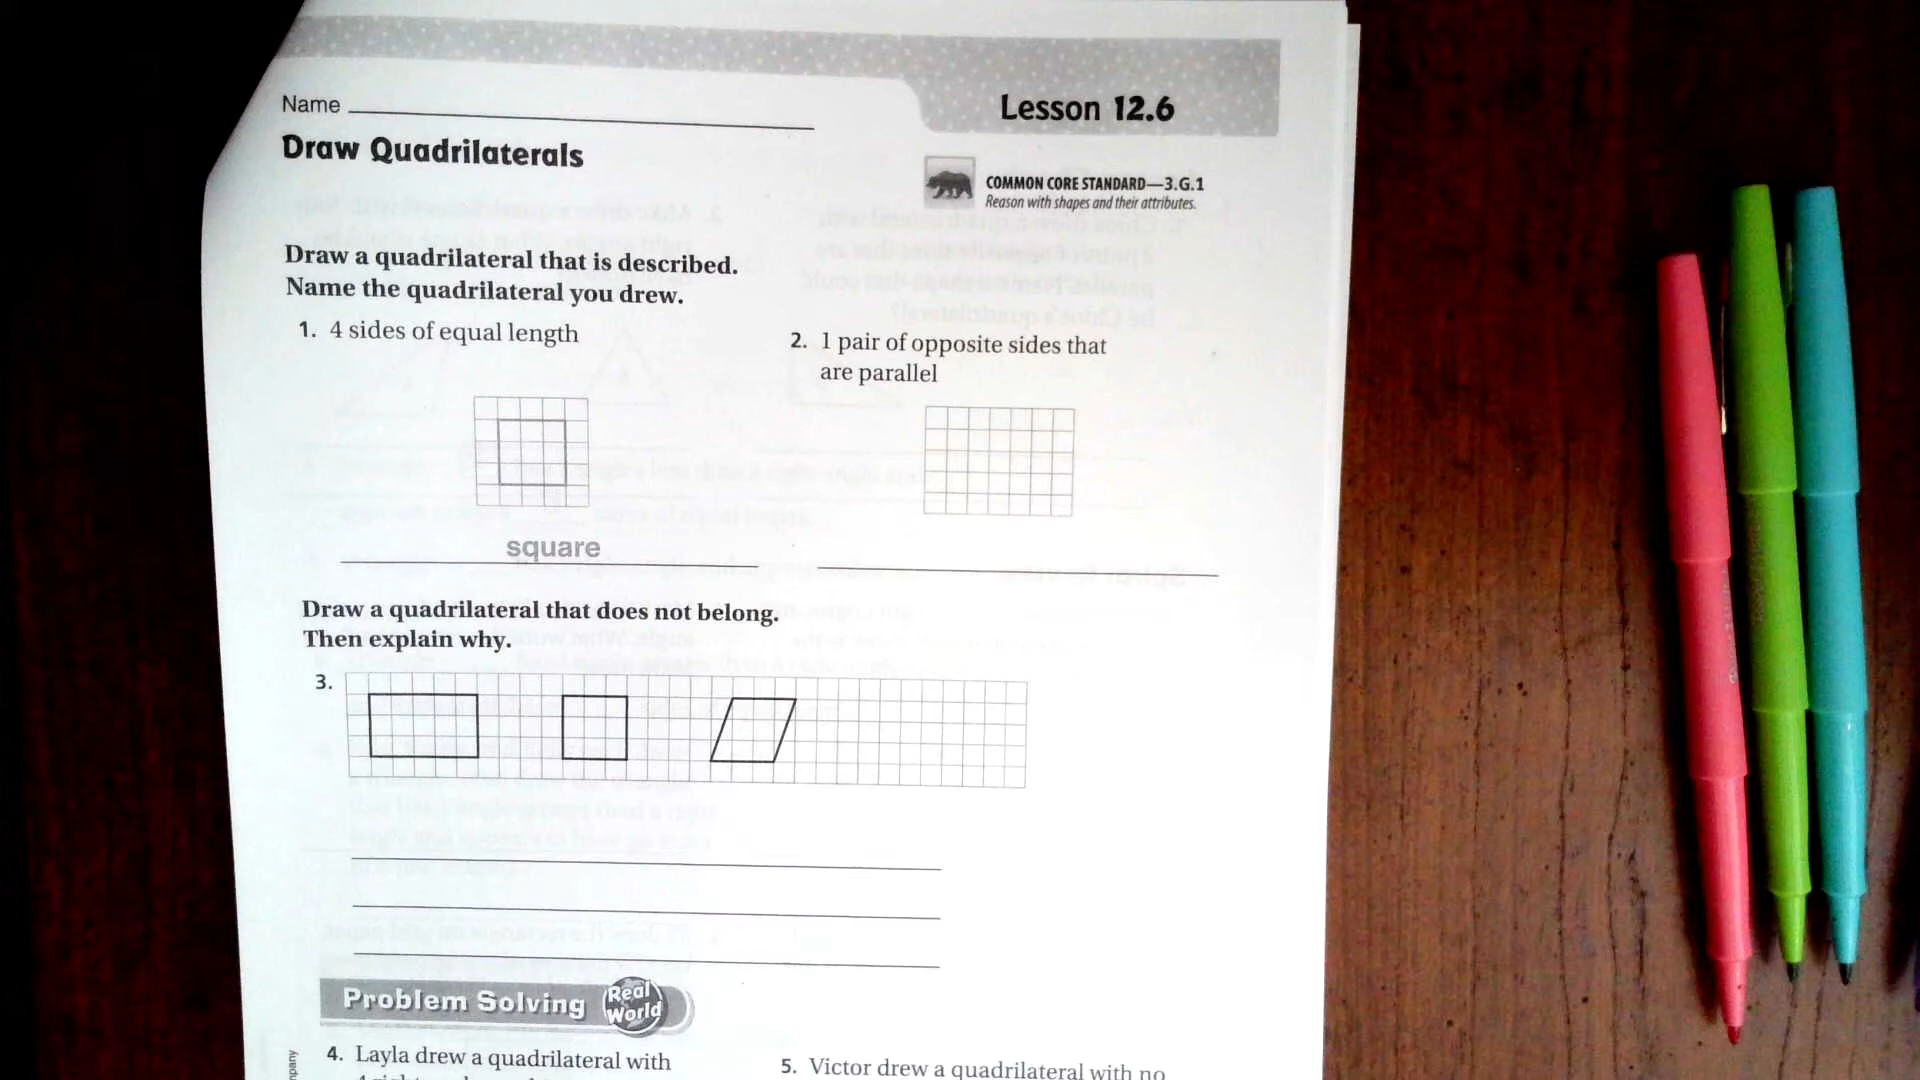 Name
Lesson 12.6
Draw Quadrilaterals
COMMON CORE STANDARD—3.G.1
Reason with shapes and their attributes.
Draw a quadrilateral that is described.
Name the quadrilateral you drew.
1. 4 sides of equal length
2. 1 pair of opposite sides that
are parallel
square
Draw a quadrilateral that does not belong.
Then explain why.
3.
Problem Solving Real World
4. Layla drew a quadrilateral with
5. Victor drew a quadrilateral with no